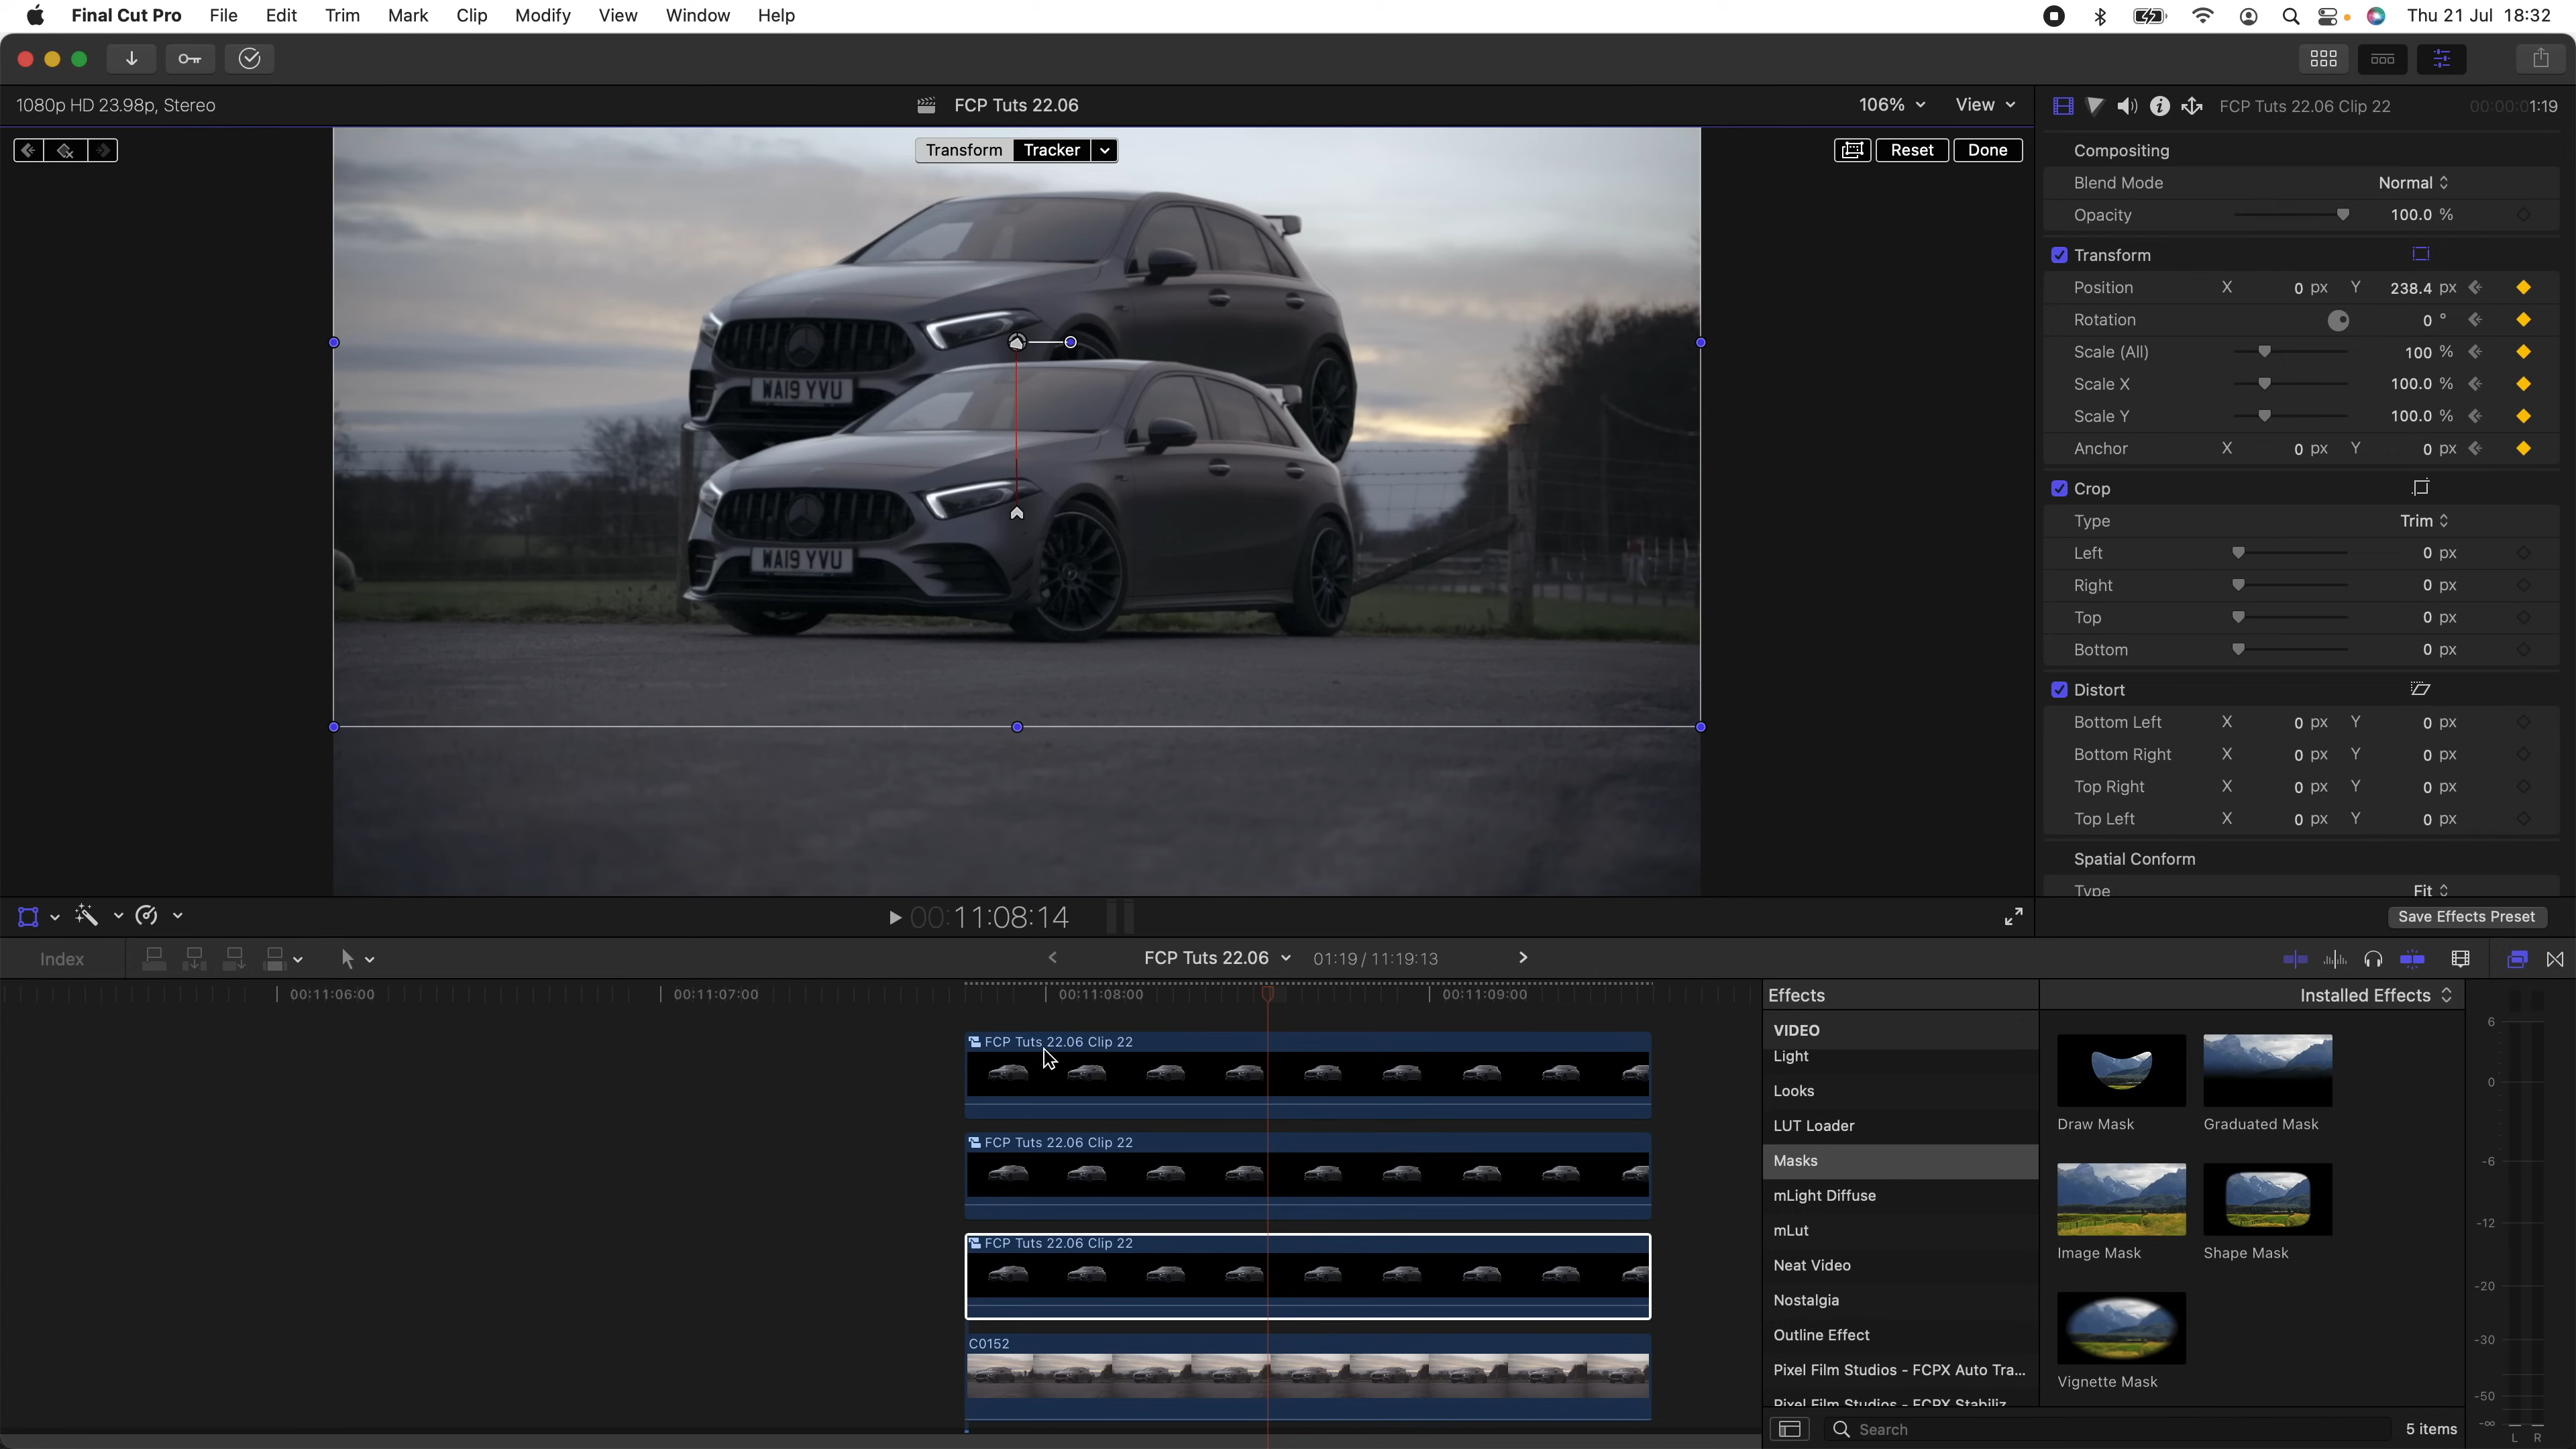 Final Cut Pro File Edit Trim Mark Clip Modify View Window Help Thu 21 Jul 18:32
1080p HD 23.98p, Stereo
FCP Tuts 22.06
106% View
FCP Tuts 22.06 Clip 22 00:00:01:19
Transform Tracker
Reset Done
WA19 YVU
WA19 YVU
Compositing
Blend Mode Normal
Opacity 100.0 %
Transform
Position X 0 px Y 238.4 px
Rotation 0 °
Scale (All) 100 %
Scale X 100.0 %
Scale Y 100.0 %
Anchor X 0 px Y 0 px
Crop
Type Trim
Left 0 px
Right 0 px
Top 0 px
Bottom 0 px
Distort
Bottom Left X 0 px Y 0 px
Bottom Right X 0 px Y 0 px
Top Right X 0 px Y 0 px
Top Left X 0 px Y 0 px
Spatial Conform
Type Fit
00:11:08:14
Save Effects Preset
Index
FCP Tuts 22.06 01:19 / 11:19:13
00:11:06:00 00:11:07:00 00:11:08:00 00:11:09:00
FCP Tuts 22.06 Clip 22
FCP Tuts 22.06 Clip 22
FCP Tuts 22.06 Clip 22
C0152
Effects
Installed Effects
VIDEO
Light
Looks
LUT Loader
Masks
mLight Diffuse
mLut
Neat Video
Nostalgia
Outline Effect
Pixel Film Studios - FCPX Auto Tra...
Pixel Film Studios - FCPX Stabiliz
Draw Mask
Graduated Mask
Image Mask
Shape Mask
Vignette Mask
Search
5 items
6
0
-6
-12
-20
-30
-50
-∞
L R